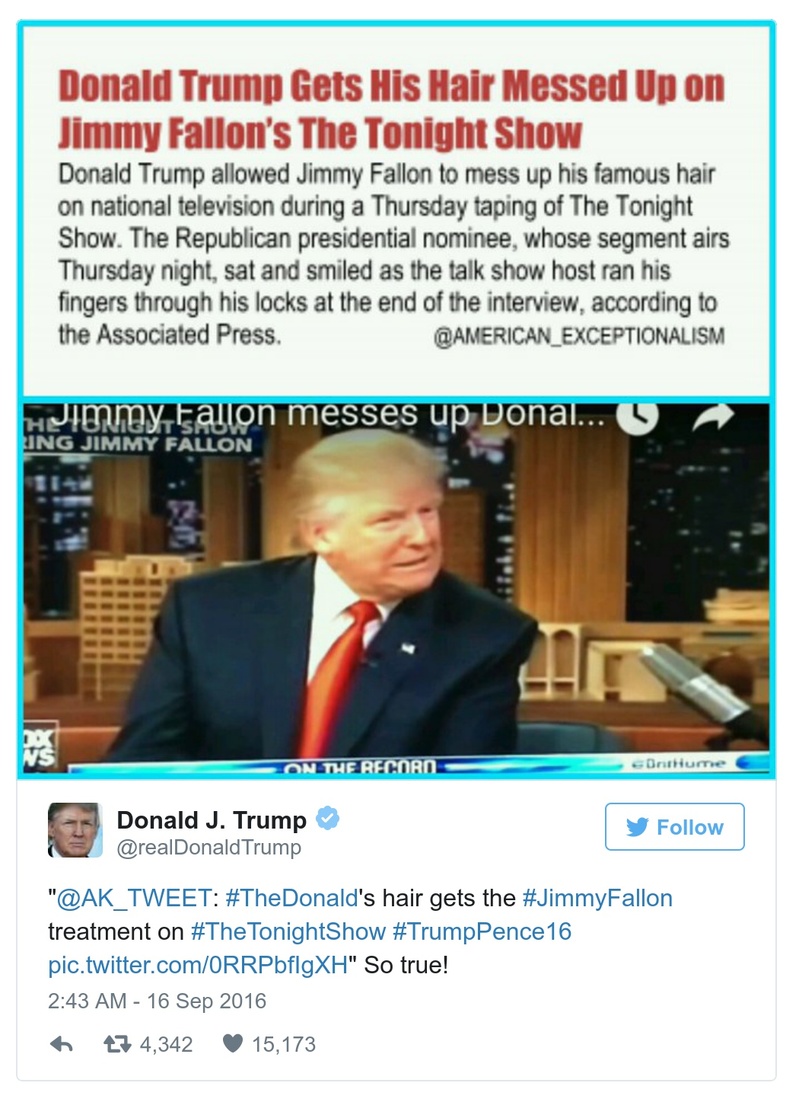 Donald Trump Gets His Hair Messed Up on
Jimmy Fallon's The Tonight Show
Donald Trump allowed Jimmy Fallon to mess up his famous hair
on national television during a Thursday taping of The Tonight
Show. The Republican presidential nominee, whose segment airs
Thursday night, sat and smiled as the talk show host ran his
fingers through his locks at the end of the interview, according to
the Associated Press. @AMERICAN_EXCEPTIONALISM
Jimmy Fallon messes up Donal...
THE TONIGHT SHOW
ING JIMMY FALLON
OX
WS
ON THE RECORD
@BritHume
Donald J. Trump
@realDonaldTrump
Follow
"@AK_TWEET: #TheDonald's hair gets the #JimmyFallon
treatment on #TheTonightShow #TrumpPence16
pic.twitter.com/0RRPbfIgXH" So true!
2:43 AM - 16 Sep 2016
4,342 15,173